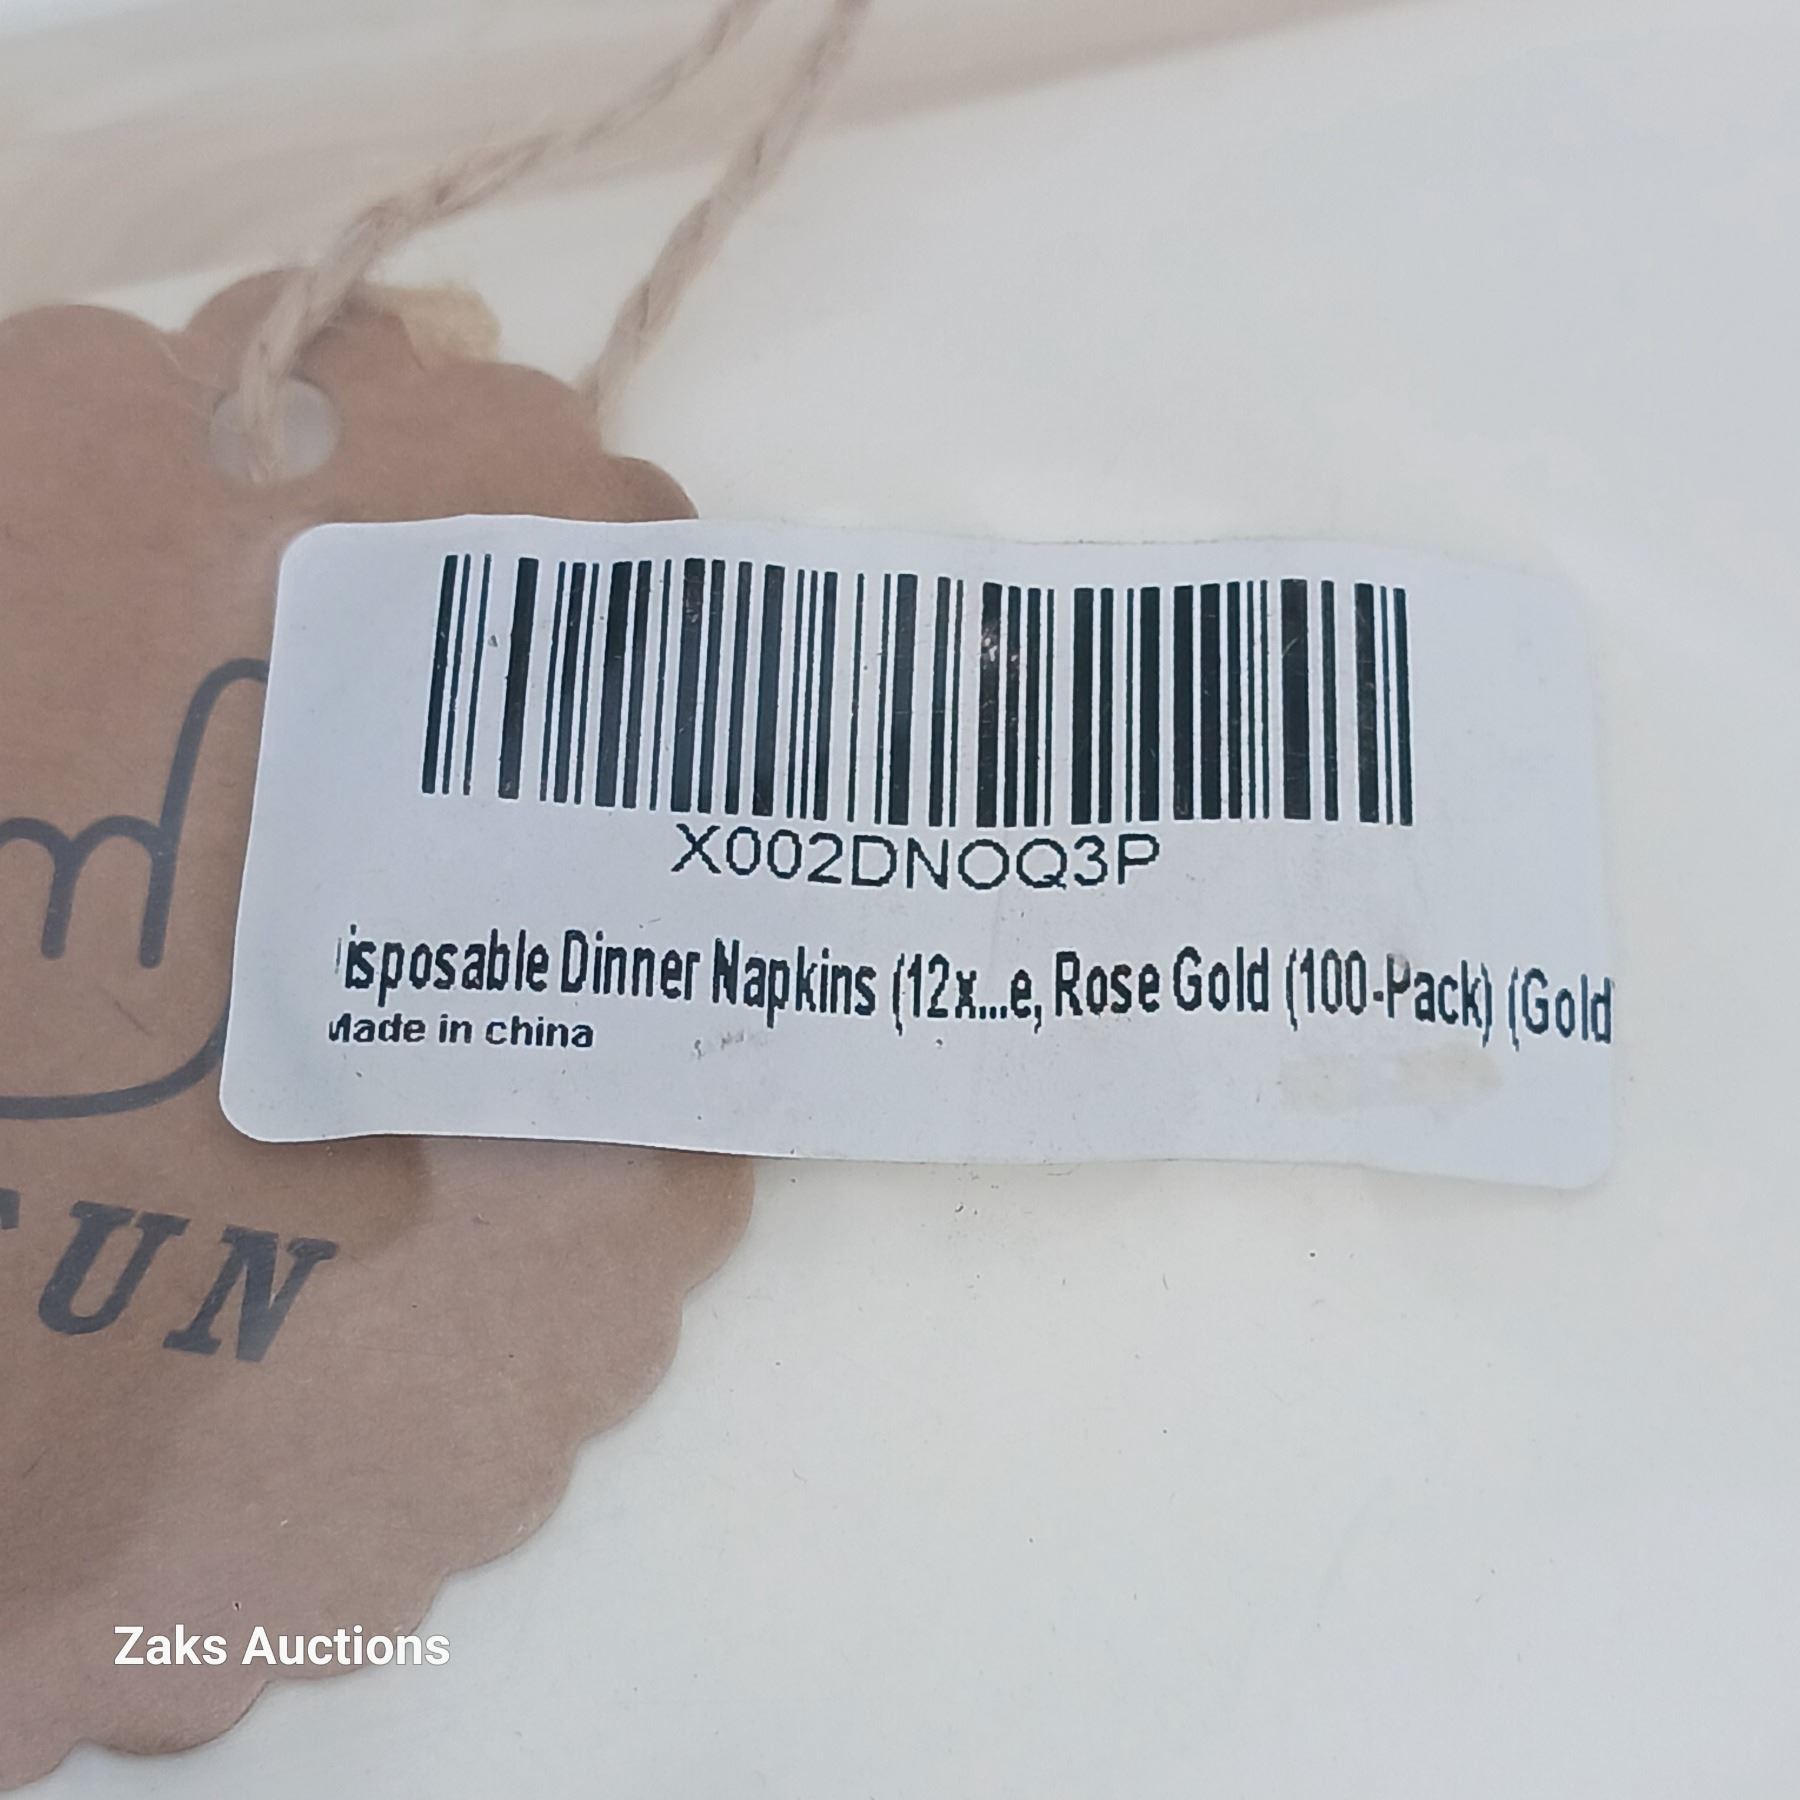 X002DNOQ3P
isposable Dinner Napkins (12x...e, Rose Gold (100-Pack) (Gold
Made in china
UN
Zaks Auctions